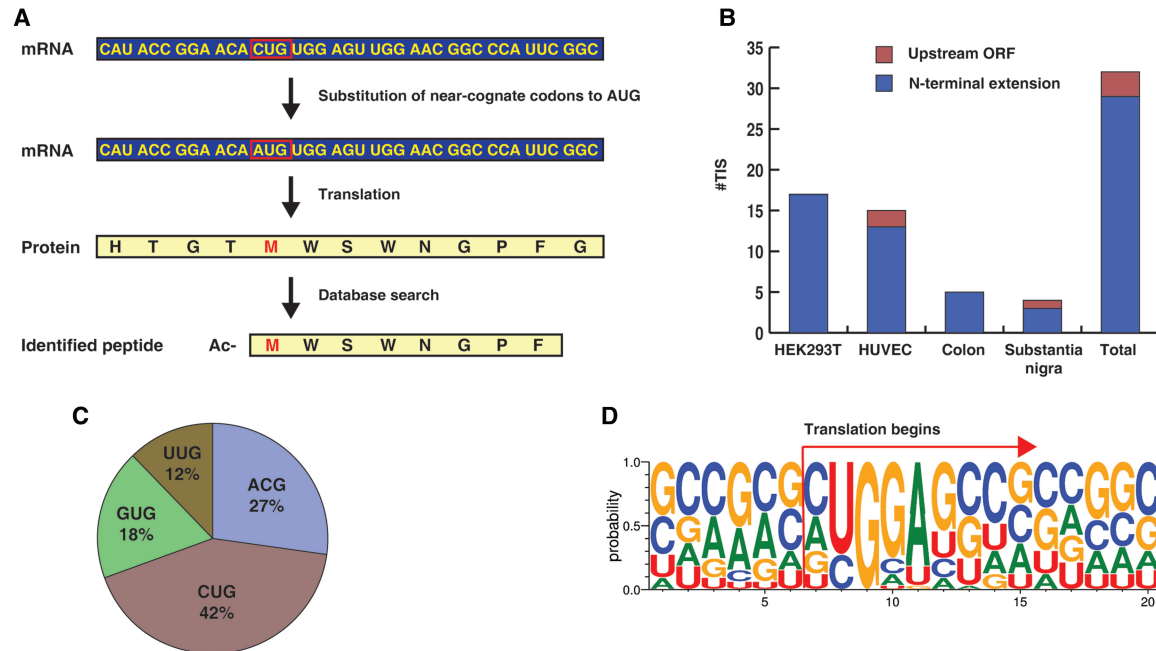 A
mRNA CAU ACC GGA ACA CUG UGG AGU UGG AAC GGC CCA UUC GGC
Substitution of near-cognate codons to AUG
mRNA CAU ACC GGA ACA AUG UGG AGU UGG AAC GGC CCA UUC GGC
Translation
Protein H T G T M W S W N G P F G
Database search
Identified peptide Ac- M W S W N G P F
B
#TIS
35
30
25
20
15
10
5
0
Upstream ORF
N-terminal extension
HEK293T HUVEC Colon Substantia nigra Total
C
UUG
12%
ACG
27%
GUG
18%
CUG
42%
D
Translation begins
probability
1.0
0.5
0.0
5 10 15 20